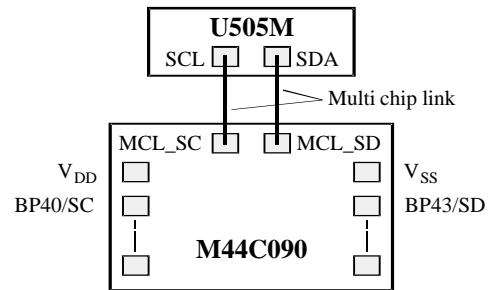 U505M
SCL SDA
Multi chip link
MCL_SC MCL_SD
VDD VSS
BP40/SC BP43/SD
M44C090